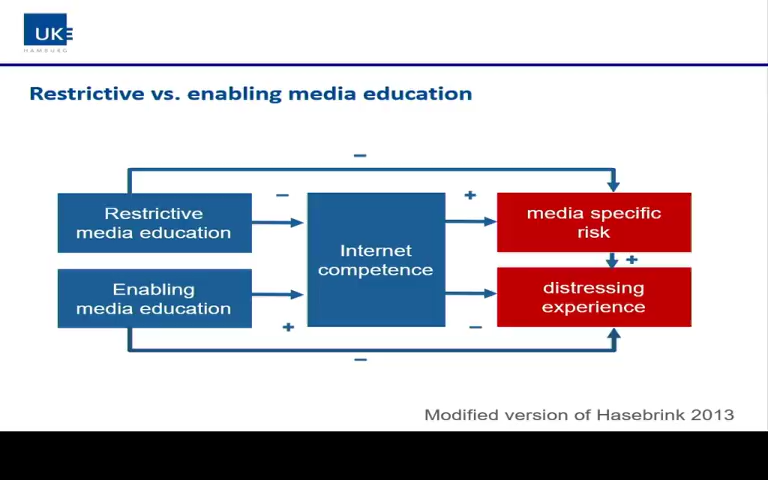 UKE
HAMBURG
Restrictive vs. enabling media education
−
− +
Restrictive
media education
Internet
competence
media specific
risk
+
Enabling
media education
distressing
experience
+ −
−
Modified version of Hasebrink 2013